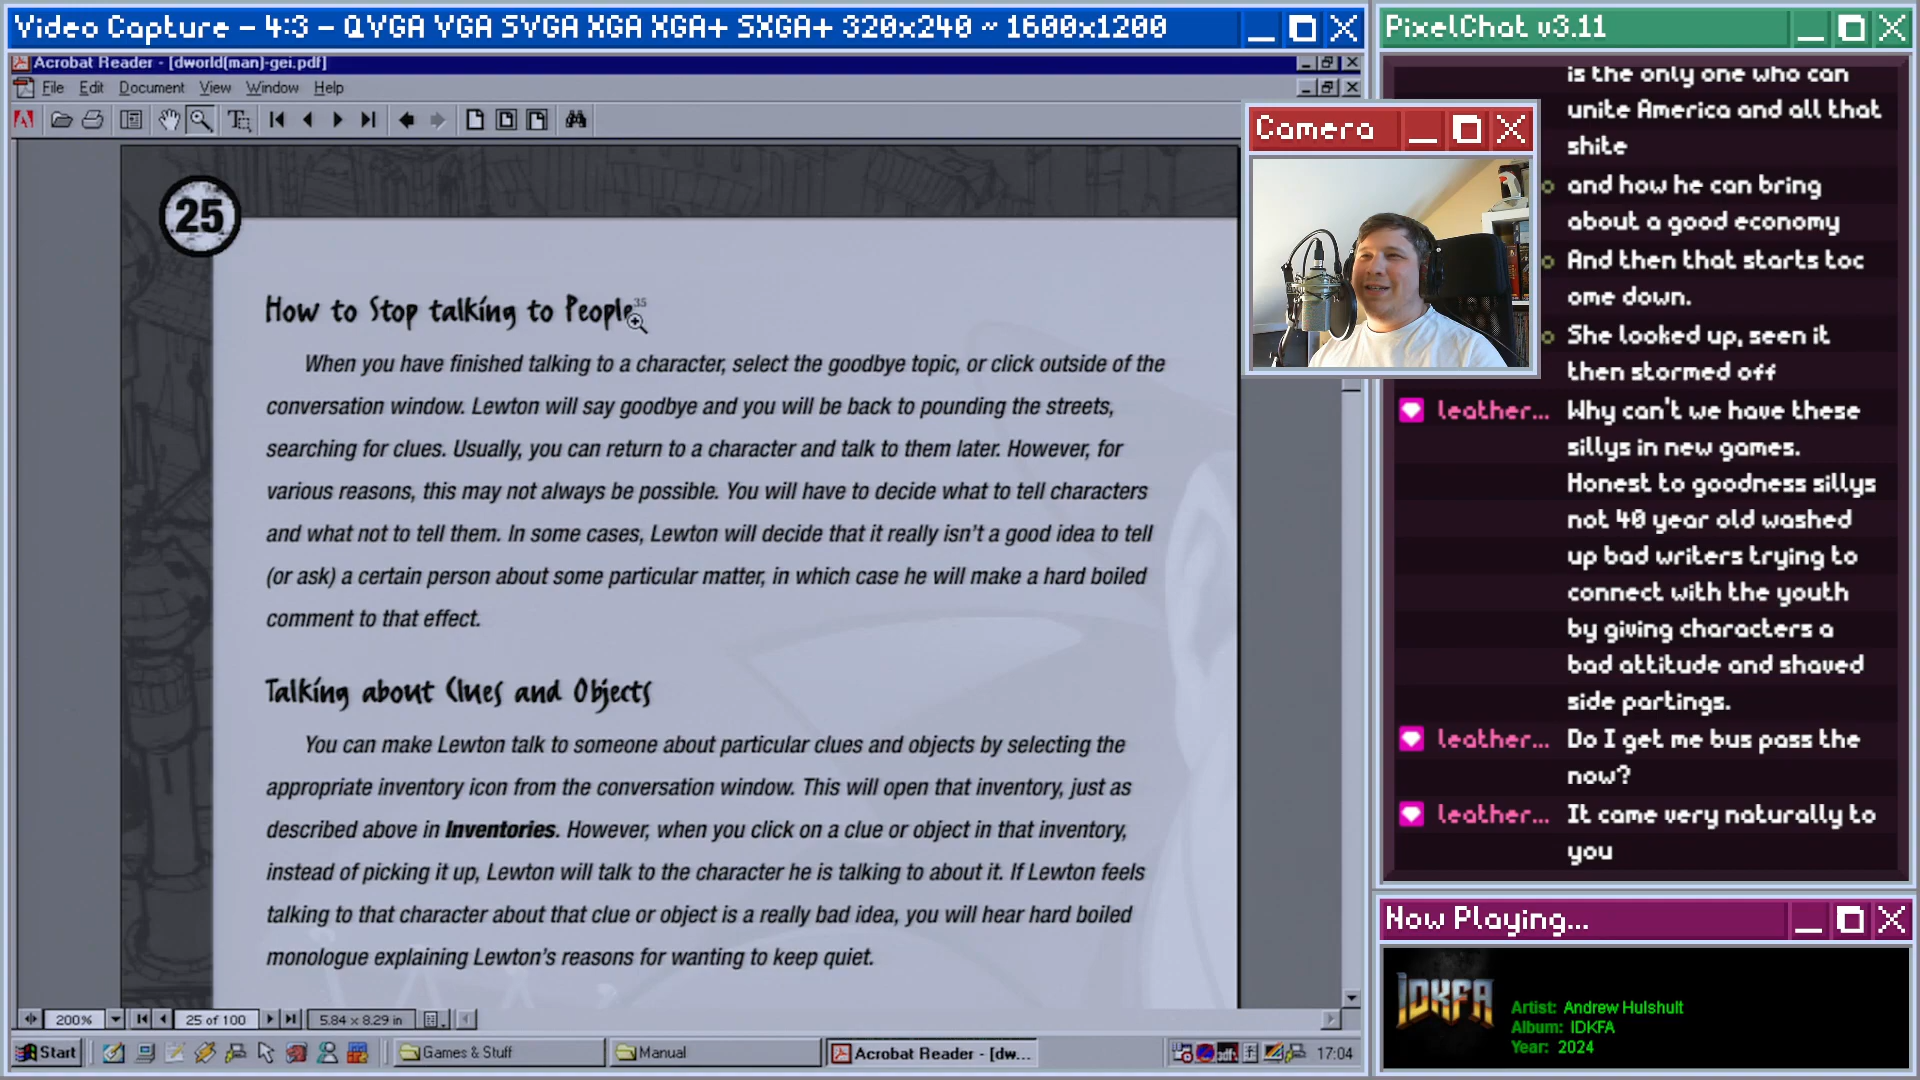 Video Capture - 4:3 - QVGA VGA SVGA XGA XGA+ SXGA+ 320x240 ~ 1600x1200
Acrobat Reader - [dworld(man)-gei.pdf]
File Edit Document View Window Help
25
How to Stop talking to People35
When you have finished talking to a character, select the goodbye topic, or click outside of the
conversation window. Lewton will say goodbye and you will be back to pounding the streets,
searching for clues. Usually, you can return to a character and talk to them later. However, for
various reasons, this may not always be possible. You will have to decide what to tell characters
and what not to tell them. In some cases, Lewton will decide that it really isn't a good idea to tell
(or ask) a certain person about some particular matter, in which case he will make a hard boiled
comment to that effect.
Talking about Clues and Objects
You can make Lewton talk to someone about particular clues and objects by selecting the
appropriate inventory icon from the conversation window. This will open that inventory, just as
described above in Inventories. However, when you click on a clue or object in that inventory,
instead of picking it up, Lewton will talk to the character he is talking to about it. If Lewton feels
talking to that character about that clue or object is a really bad idea, you will hear hard boiled
monologue explaining Lewton's reasons for wanting to keep quiet.
200% 25 of 100 5.84 x 8.29 in
Start Games & Stuff Manual Acrobat Reader - [dw... 17:04
Camera
PixelChat v3.11
is the only one who can
unite America and all that
shite
and how he can bring
about a good economy
And then that starts toc
ome down.
She looked up, seen it
then stormed off
leather... Why can't we have these
sillys in new games.
Honest to goodness sillys
not 40 year old washed
up bad writers trying to
connect with the youth
by giving characters a
bad attitude and shaved
side partings.
leather... Do I get me bus pass the
now?
leather... It came very naturally to
you
Now Playing...
IDKFA
Artist: Andrew Hulshult
Album: IDKFA
Year: 2024